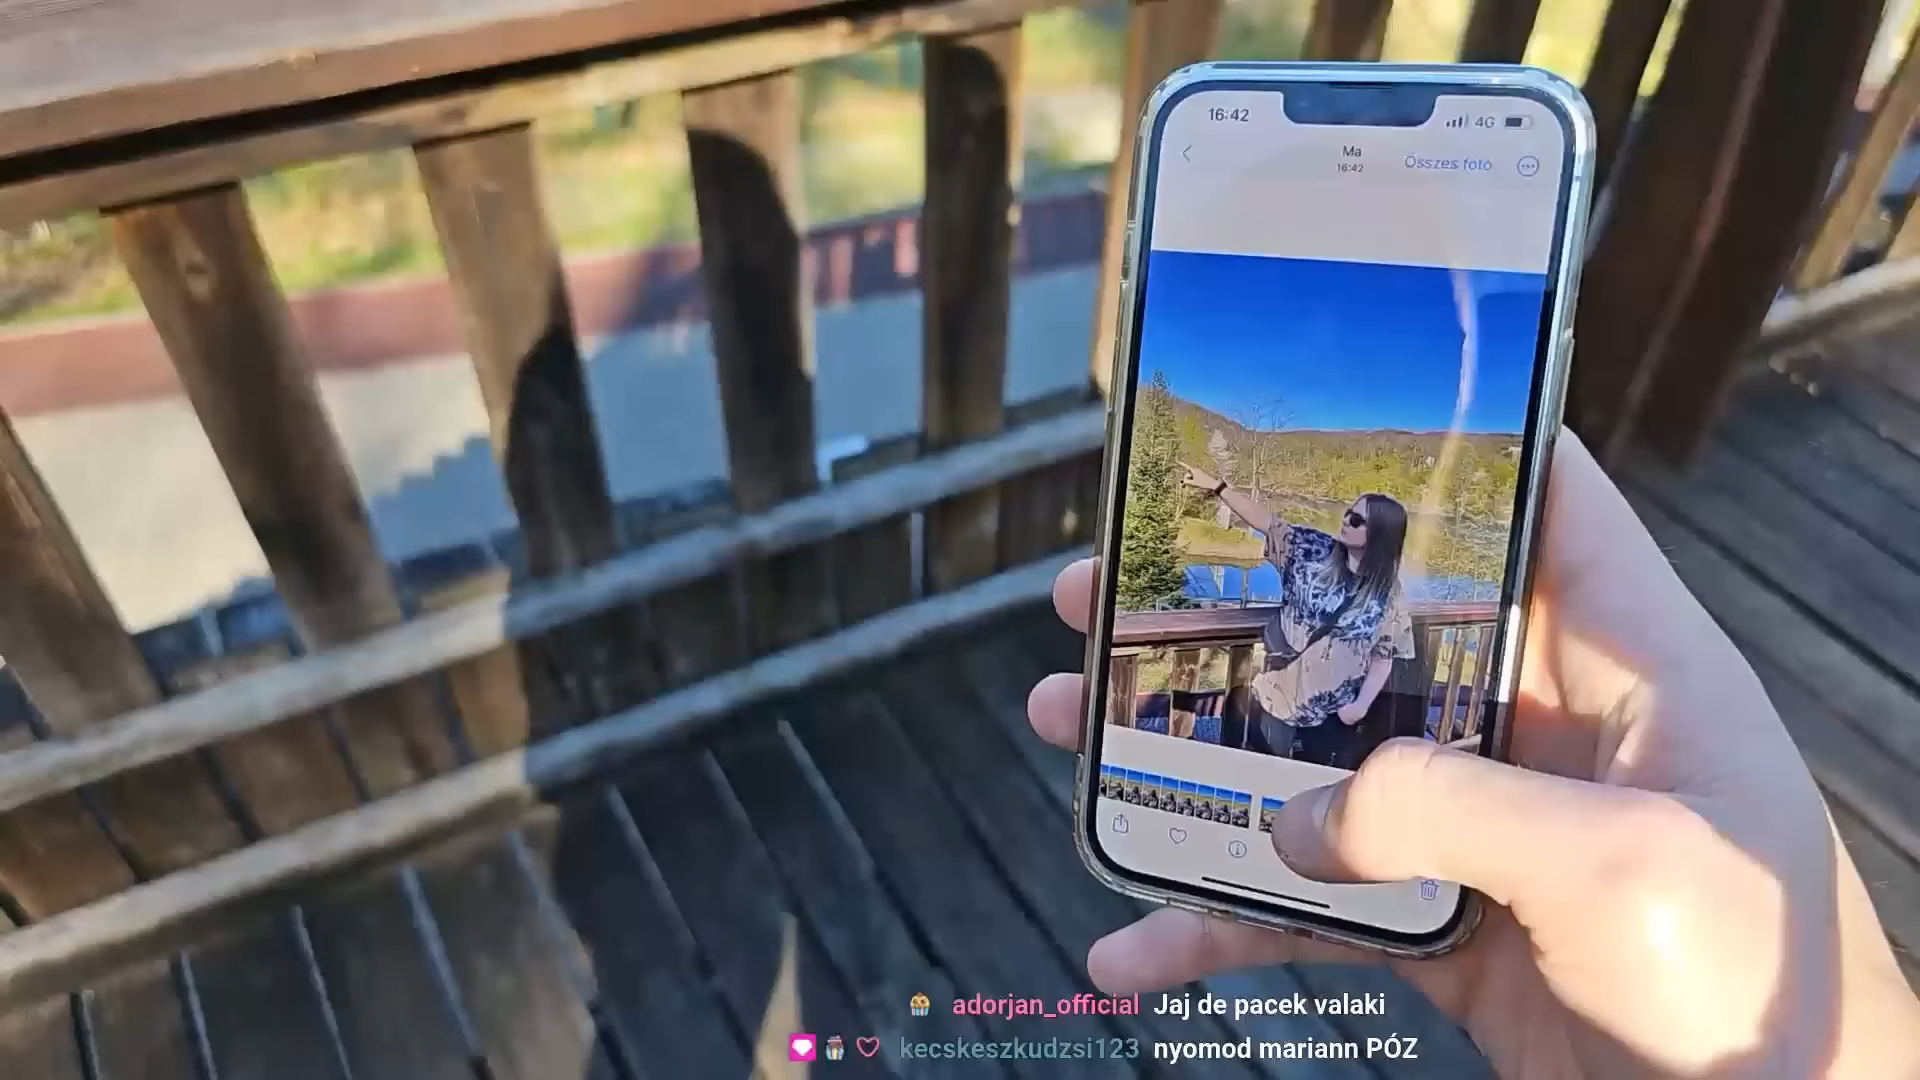 16:42
4G
Ma
16:42
Összes fotó
adorjan_official Jaj de pacek valaki
kecskeszkudzsi123 nyomod mariann PÓZ